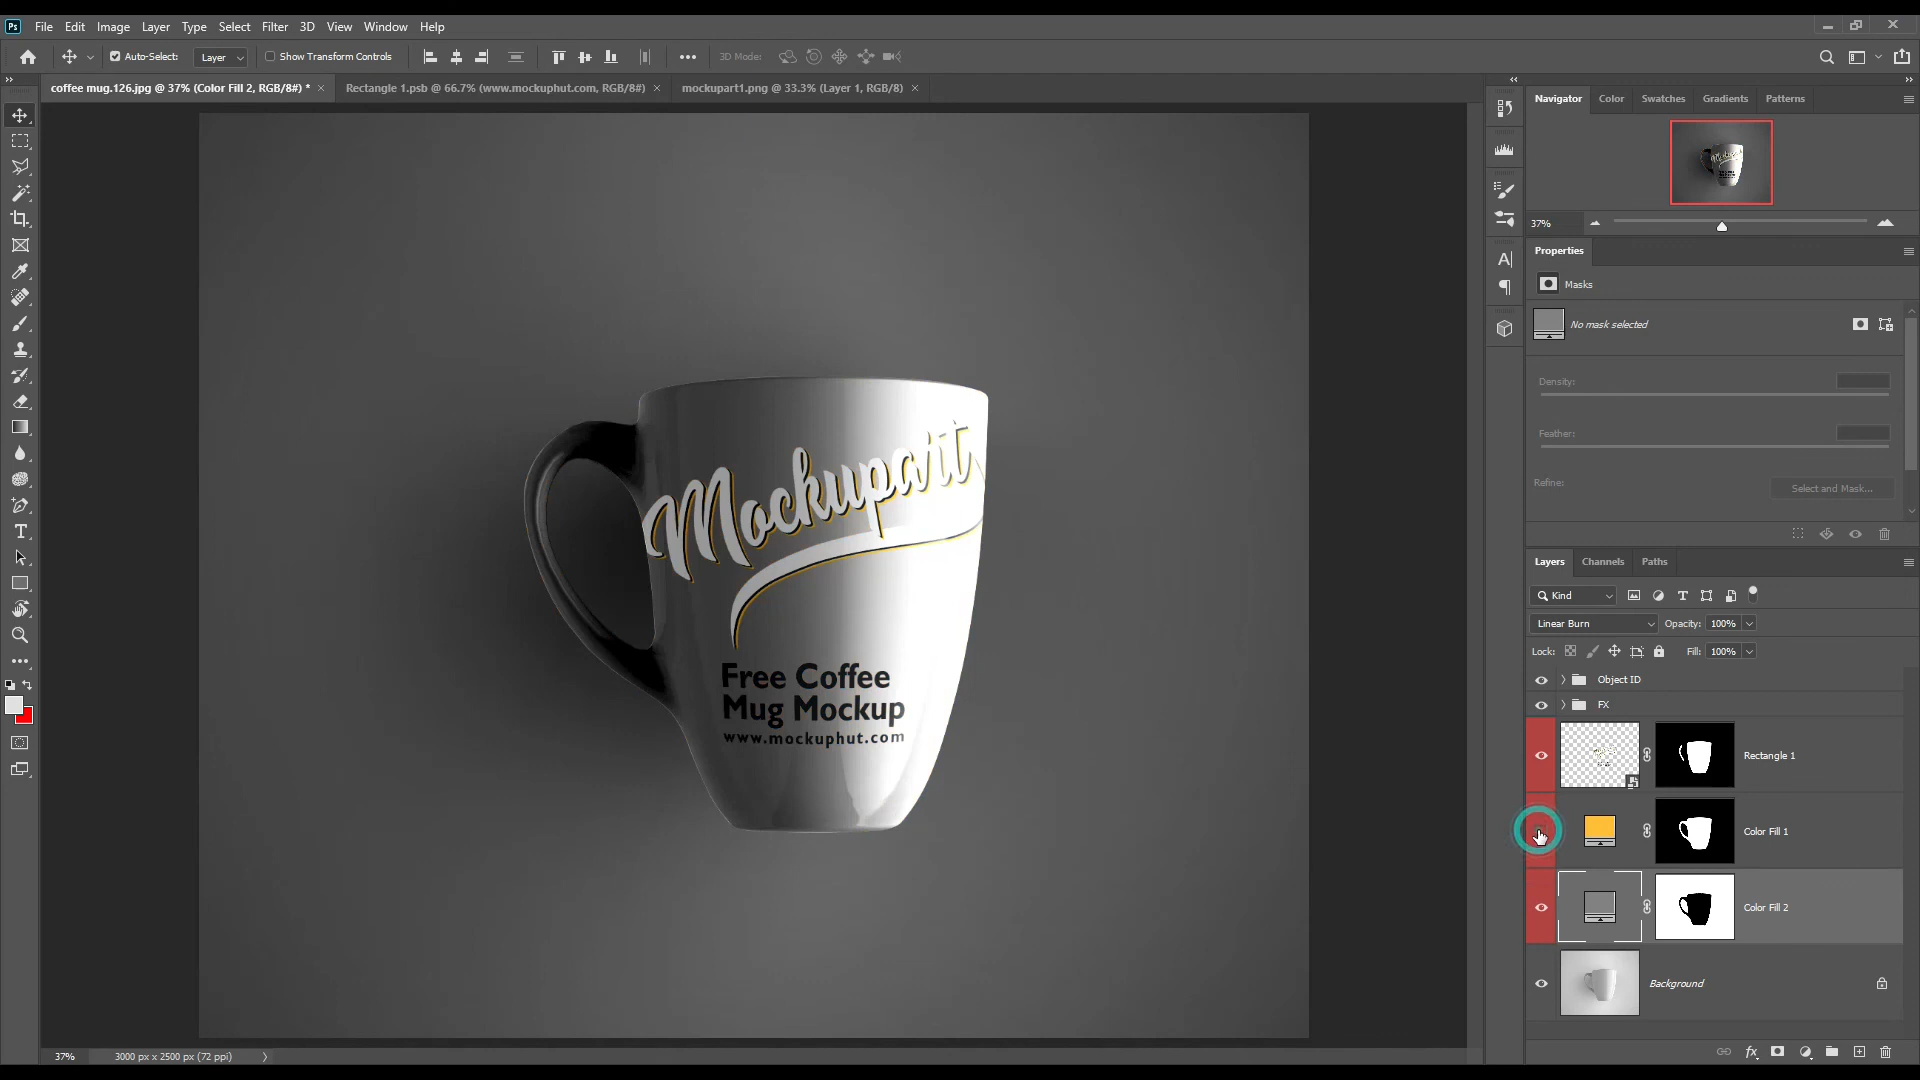 Ps File Edit Image Layer Type Select Filter 3D View Window Help
Auto-Select: Layer Show Transform Controls 3D Mode:
coffee mug.126.jpg @ 37% (Color Fill 2, RGB/8#) * Rectangle 1.psb @ 66.7% (www.mockuphut.com, RGB/8#) mockupart1.png @ 33.3% (Layer 1, RGB/8)
Mockupart
Free Coffee
Mug Mockup
www.mockuphut.com
37% 3000 px x 2500 px (72 ppi)
Navigator Color Swatches Gradients Patterns
37%
Properties
Masks
No mask selected
Density:
Feather:
Refine: Select and Mask...
Layers Channels Paths
Kind
Linear Burn Opacity: 100%
Lock: Fill: 100%
Object ID
FX
Rectangle 1
Color Fill 1
Color Fill 2
Background